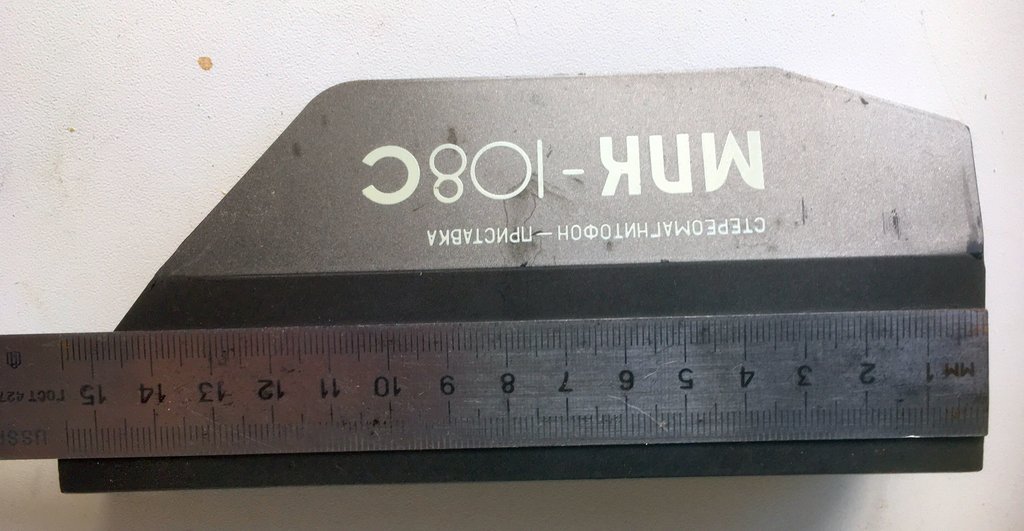 USSR
мм 1 2 3 4 5 6 7 8 9 10 11 12 13 14 15 ГОСТ 427
СТЕРЕОМАГНИТОФОН—ПРИСТАВКА
МПК-108С